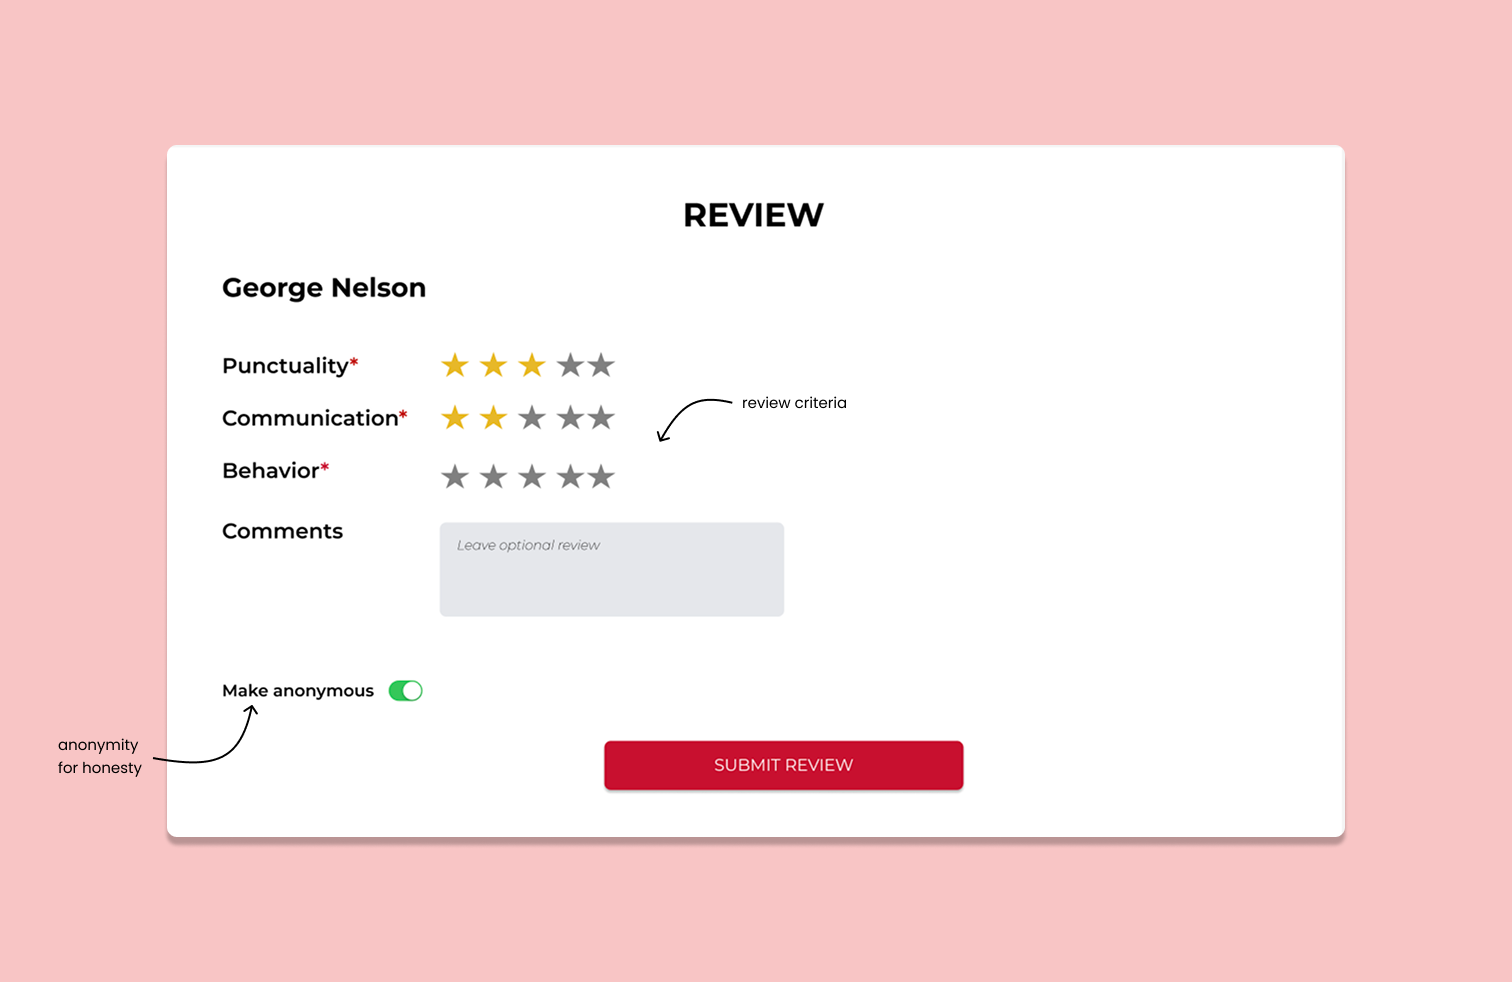 REVIEW
George Nelson
Punctuality*
Communication*
review criteria
Behavior*
Comments
Leave optional review
Make anonymous
anonymity
for honesty
SUBMIT REVIEW